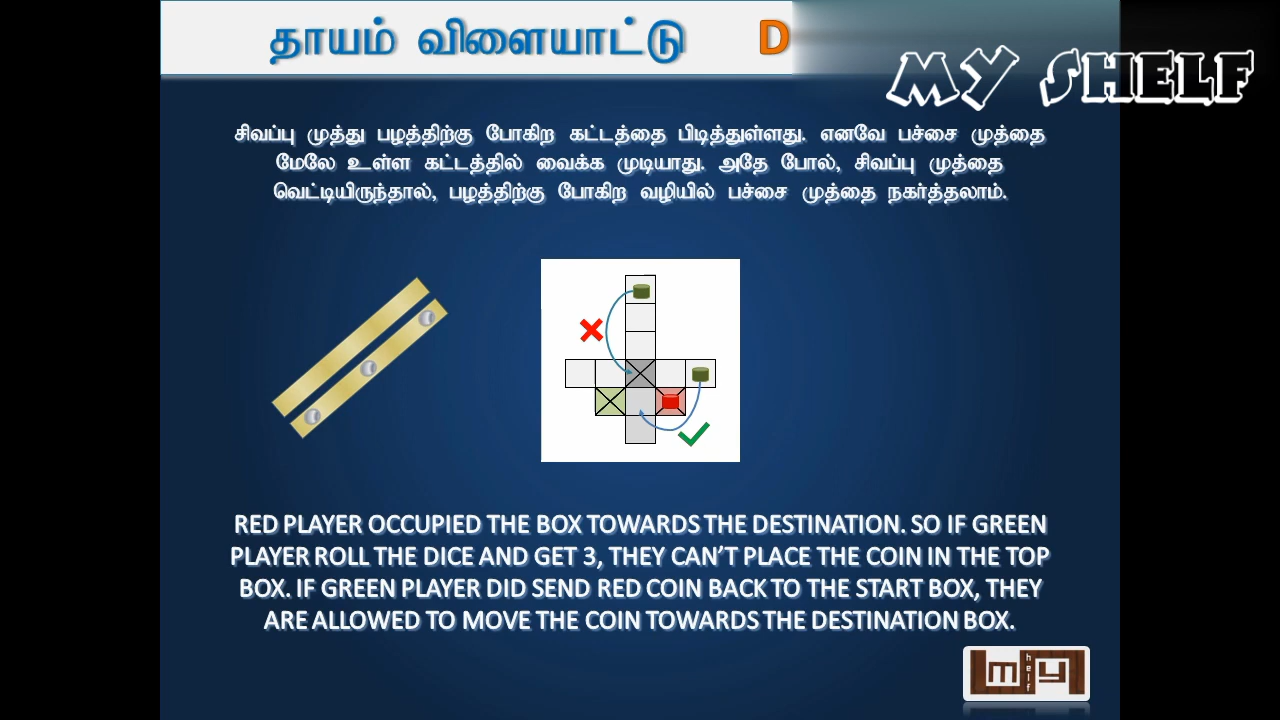 தாயம் விளையாட்டு D
MY SHELF
சிவப்பு முத்து பழத்திற்கு போகிற கட்டத்தை பிடித்துள்ளது. எனவே பச்சை முத்தை
மேலே உள்ள கட்டத்தில் வைக்க முடியாது. அதே போல், சிவப்பு முத்தை
வெட்டியிருந்தால், பழத்திற்கு போகிற வழியில் பச்சை முத்தை நகர்த்தலாம்.
RED PLAYER OCCUPIED THE BOX TOWARDS THE DESTINATION. SO IF GREEN
PLAYER ROLL THE DICE AND GET 3, THEY CAN'T PLACE THE COIN IN THE TOP
BOX. IF GREEN PLAYER DID SEND RED COIN BACK TO THE START BOX, THEY
ARE ALLOWED TO MOVE THE COIN TOWARDS THE DESTINATION BOX.
my
helf